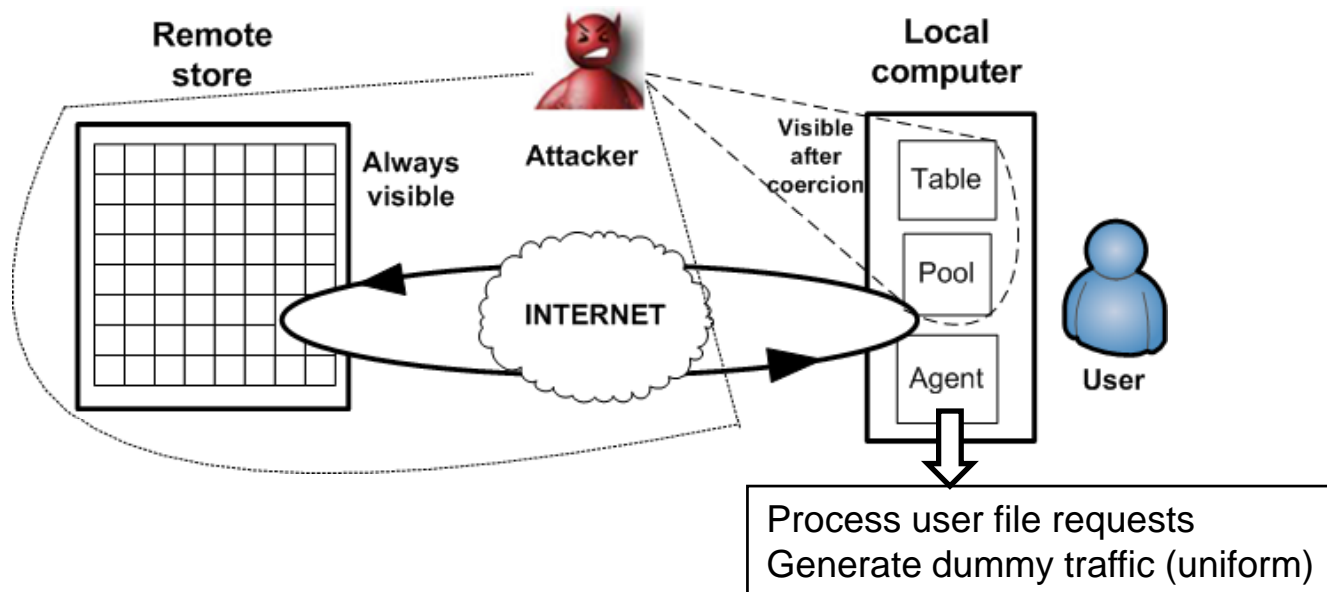 Remote
store
Attacker
Local
computer
Always
visible
Visible
after
coercion
Table
Pool
Agent
INTERNET
User
Process user file requests
Generate dummy traffic (uniform)